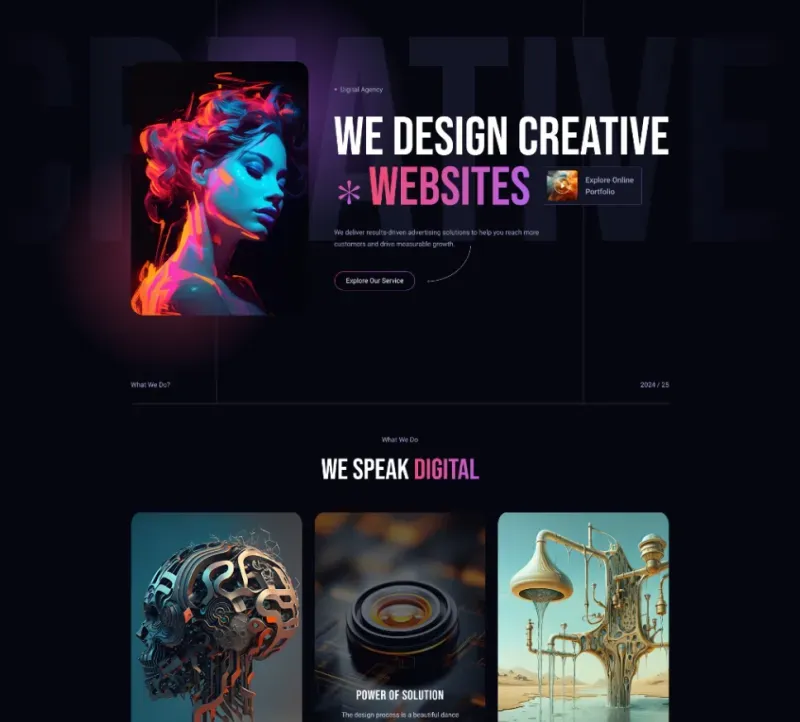 CREATIVE
• Digital Agency
WE DESIGN CREATIVE
* WEBSITES
Explore Online
Portfolio
We deliver results-driven advertising solutions to help you reach more
customers and drive measurable growth.
Explore Our Service
What We Do?
2024 / 25
What We Do
WE SPEAK DIGITAL
POWER OF SOLUTION
The design process is a beautiful dance